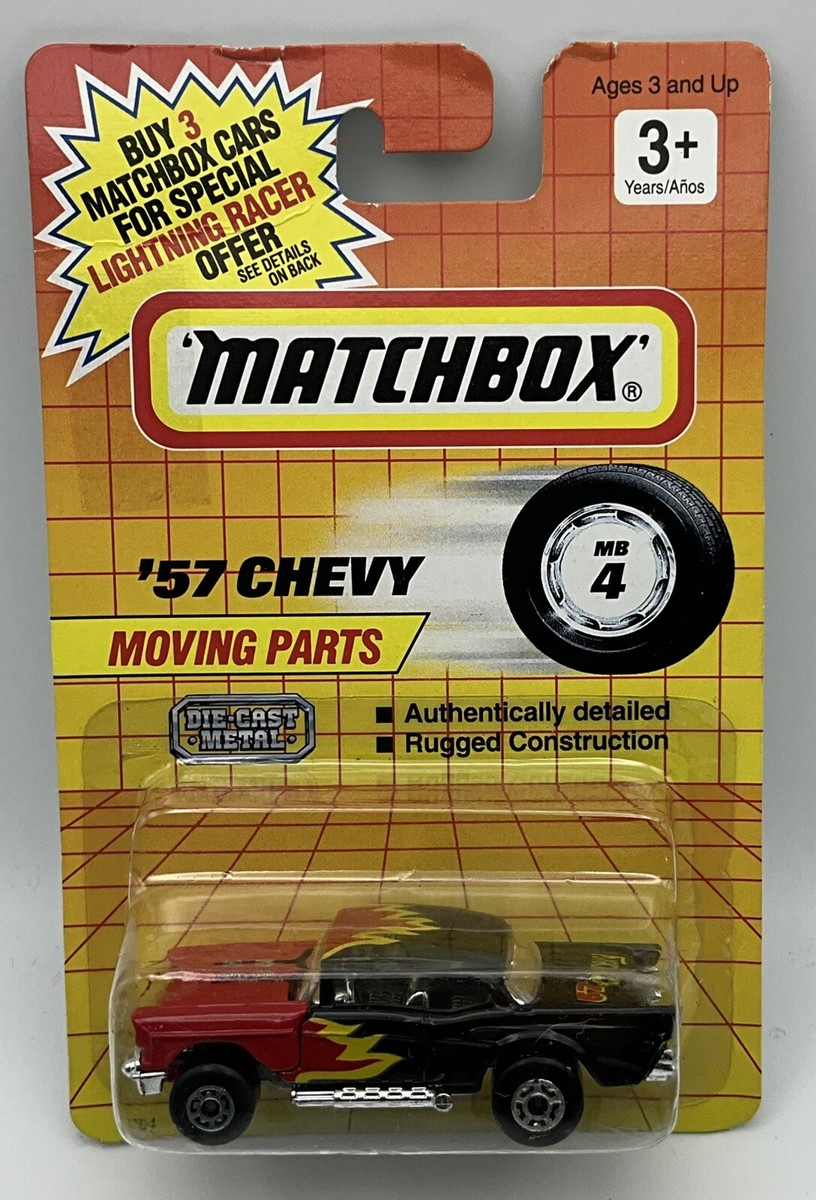 BUY 3
MATCHBOX CARS
FOR SPECIAL
LIGHTNING RACER
OFFER
SEE DETAILS
ON BACK
Ages 3 and Up
3+
Years/Años
'MATCHBOX'®
'57 CHEVY
MB
4
MOVING PARTS
DIE-CAST
METAL
■ Authentically detailed
■ Rugged Construction